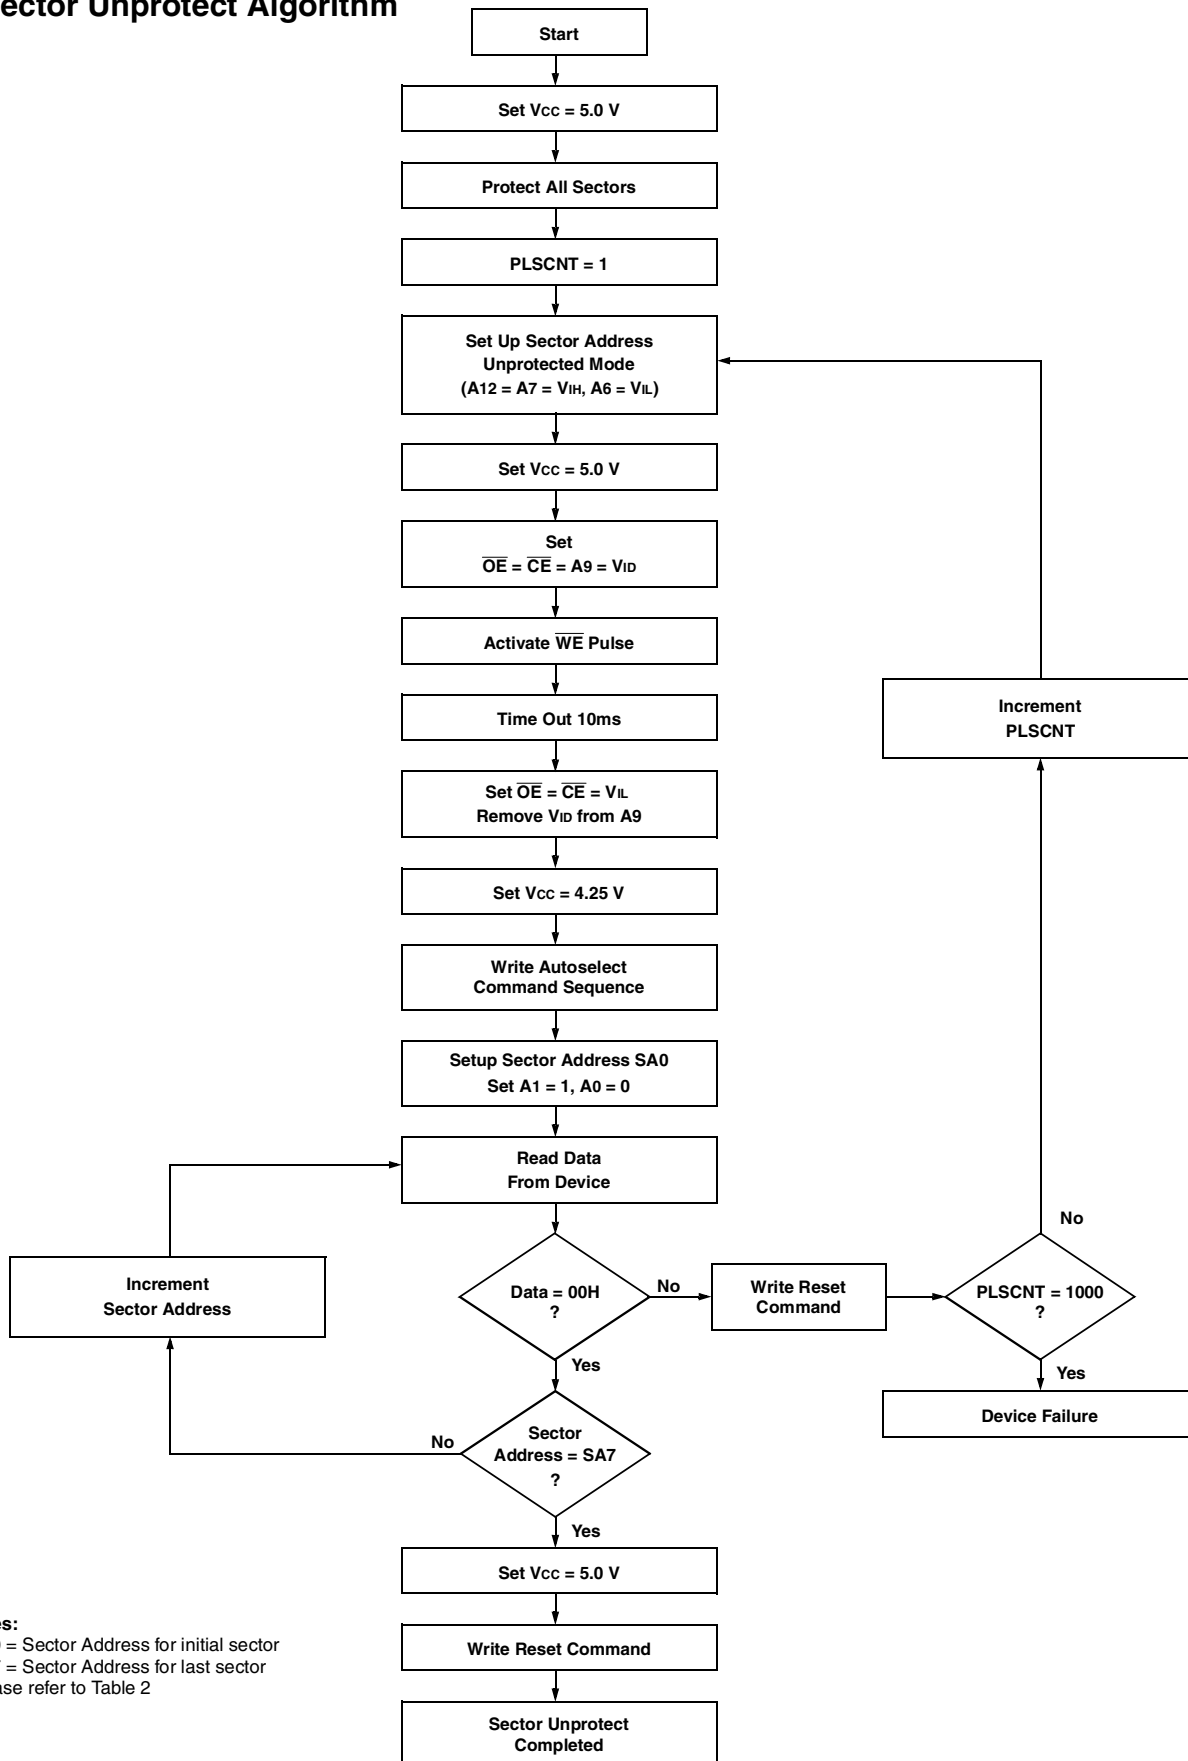 ector Unprotect Algorithm
Start
Set VCC = 5.0 V
Protect All Sectors
PLSCNT = 1
Set Up Sector Address
Unprotected Mode
(A12 = A7 = VIH, A6 = VIL)
Set VCC = 5.0 V
Set
O̅E̅ = C̅E̅ = A9 = VID
Activate W̅E̅ Pulse
Time Out 10ms
Increment
PLSCNT
Set O̅E̅ = C̅E̅ = VIL
Remove VID from A9
Set VCC = 4.25 V
Write Autoselect
Command Sequence
Setup Sector Address SA0
Set A1 = 1, A0 = 0
Read Data
From Device
No
Increment
Sector Address
Data = 00H
?
No
Write Reset
Command
PLSCNT = 1000
?
Yes
Yes
Device Failure
No
Sector
Address = SA7
?
Yes
Set VCC = 5.0 V
es:
= Sector Address for initial sector
= Sector Address for last sector
ase refer to Table 2
Write Reset Command
Sector Unprotect
Completed